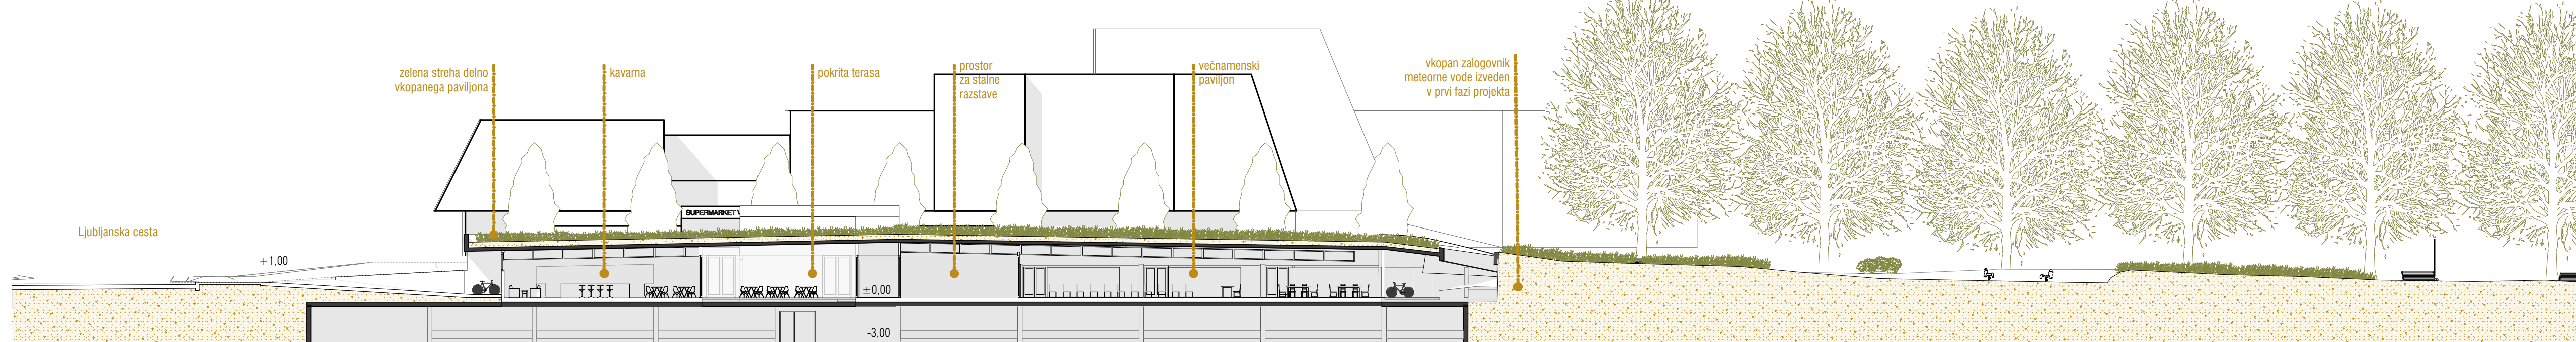 zelena streha delno
vkopanega paviljona
kavarna
pokrita terasa
prostor
za stalne
razstave
večnamenski
paviljon
vkopan zalogovnik
meteorne vode izveden
v prvi fazi projekta
SUPERMARKET V
Ljubljanska cesta
+1,00
±0,00
-3,00